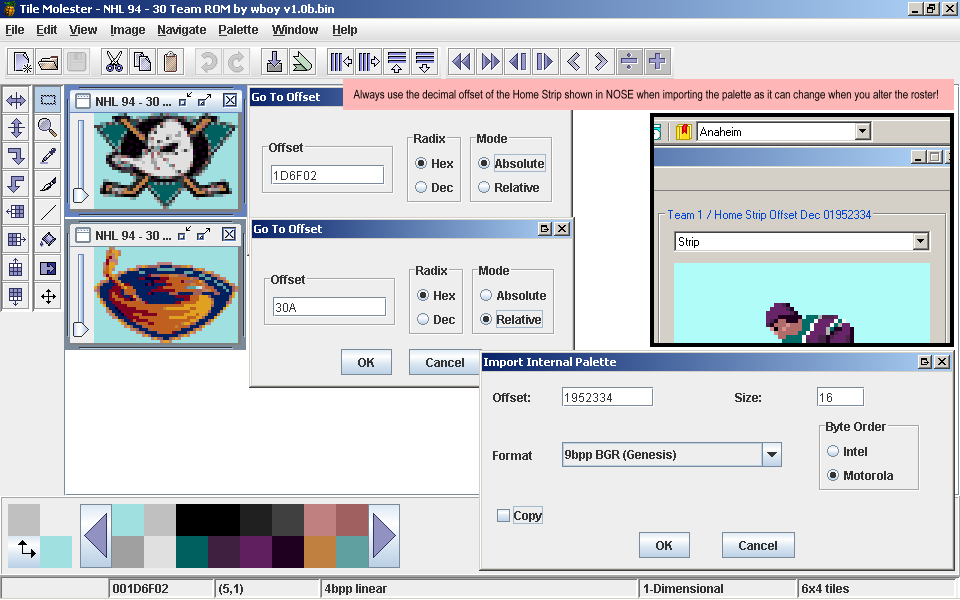 Tile Molester - NHL 94 - 30 Team ROM by wboy v1.0b.bin
File Edit View Image Navigate Palette Window Help
Always use the decimal offset of the Home Strip shown in NOSE when importing the palette as it can change when you alter the roster!
NHL 94 - 30 ...
Go To Offset
Offset
1D6F02
Radix
Hex
Dec
Mode
Absolute
Relative
Anaheim
Team 1 / Home Strip Offset Dec 01952334
Strip
NHL 94 - 30 ...
Go To Offset
Offset
30A
Radix
Hex
Dec
Mode
Absolute
Relative
OK
Cancel
Import Internal Palette
Offset:
1952334
Size:
16
Format
9bpp BGR (Genesis)
Byte Order
Intel
Motorola
Copy
OK
Cancel
001D6F02
(5,1)
4bpp linear
1-Dimensional
6x4 tiles